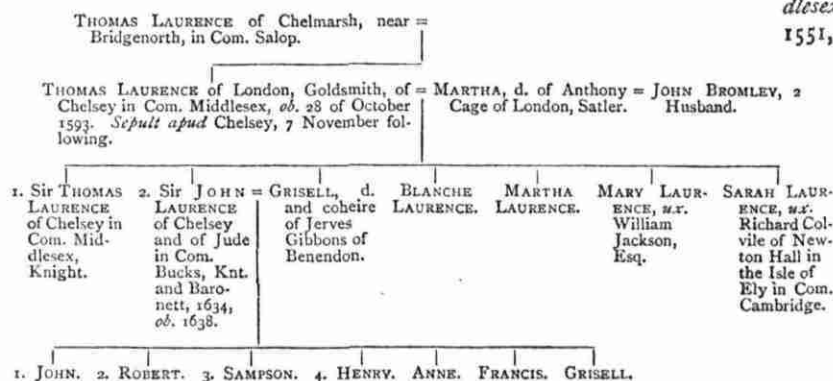 dlesex
1551,
THOMAS LAURENCE of Chelmarsh, near =
Bridgenorth, in Com. Salop.
THOMAS LAURENCE of London, Goldsmith, of = MARTHA, d. of Anthony = JOHN BROMLEY, 2
Chelsey in Com. Middlesex, ob. 28 of October Cage of London, Satler. Husband.
1593. Sepult apud Chelsey, 7 November fol-
lowing.
1. Sir THOMAS
LAURENCE
of Chelsey in
Com. Mid-
dlesex,
Knight.
2. Sir JOHN =
LAURENCE
of Chelsey
and of Jude
in Com.
Bucks, Knt.
and Baro-
nett, 1634,
ob. 1638.
GRISELL, d.
and coheire
of Jerves
Gibbons of
Benendon.
BLANCHE
LAURENCE.
MARTHA
LAURENCE.
MARY LAUR-
ENCE, ux.
William
Jackson,
Esq.
SARAH LAUR-
ENCE, ux.
Richard Col-
vile of New-
ton Hall in
the Isle of
Ely in Com.
Cambridge.
1. JOHN. 2. ROBERT. 3. SAMPSON. 4. HENRY. ANNE. FRANCIS. GRISELL.